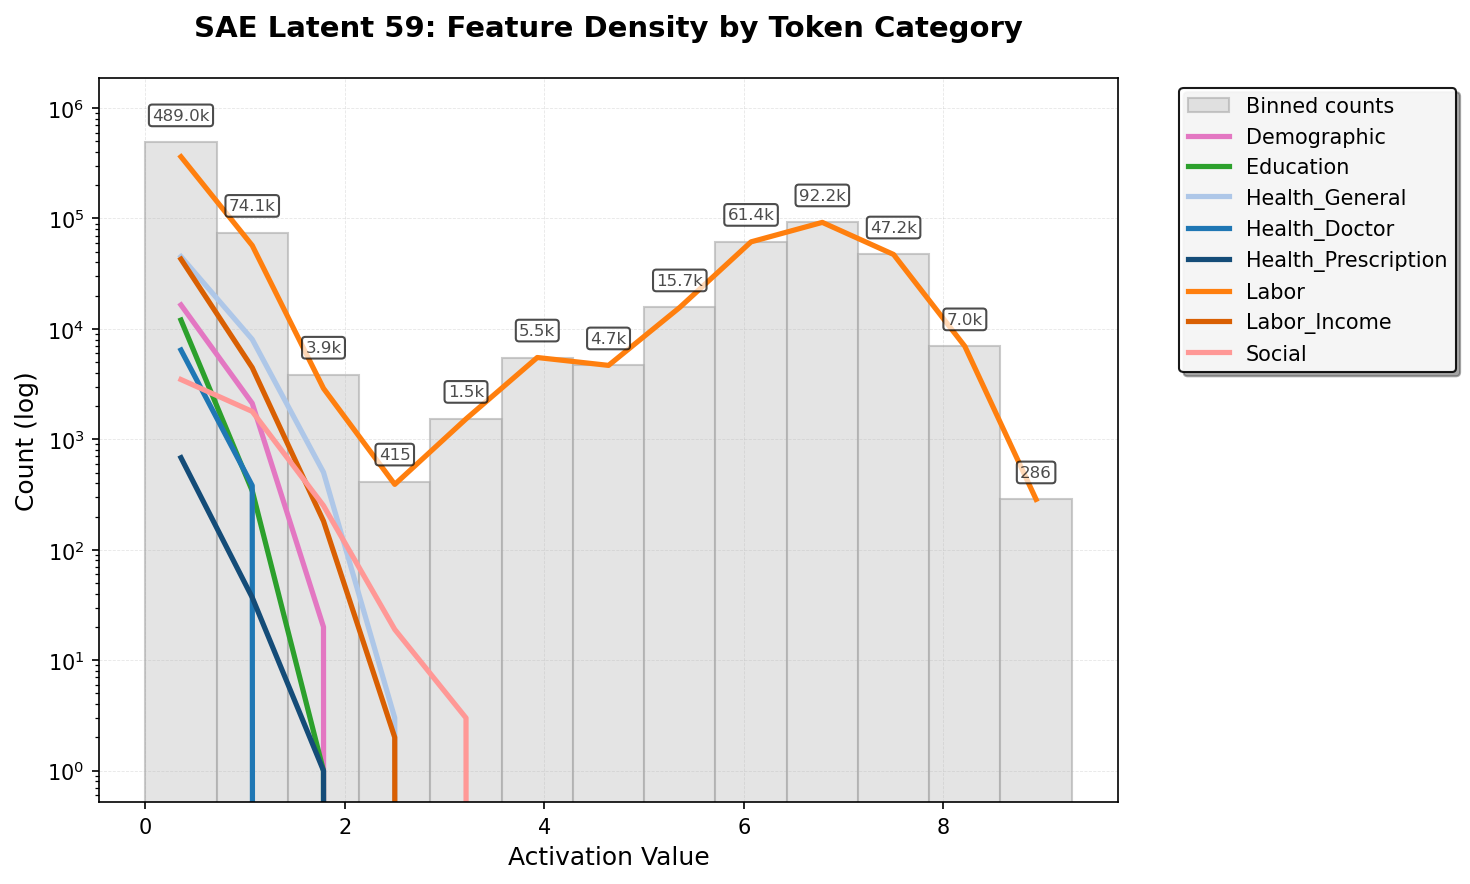 SAE Latent 59: Feature Density by Token Category
Count (log)
10⁶
10⁵
10⁴
10³
10²
10¹
10⁰
489.0k
74.1k
3.9k
415
1.5k
5.5k
4.7k
15.7k
61.4k
92.2k
47.2k
7.0k
286
0 2 4 6 8
Activation Value
Binned counts
Demographic
Education
Health_General
Health_Doctor
Health_Prescription
Labor
Labor_Income
Social